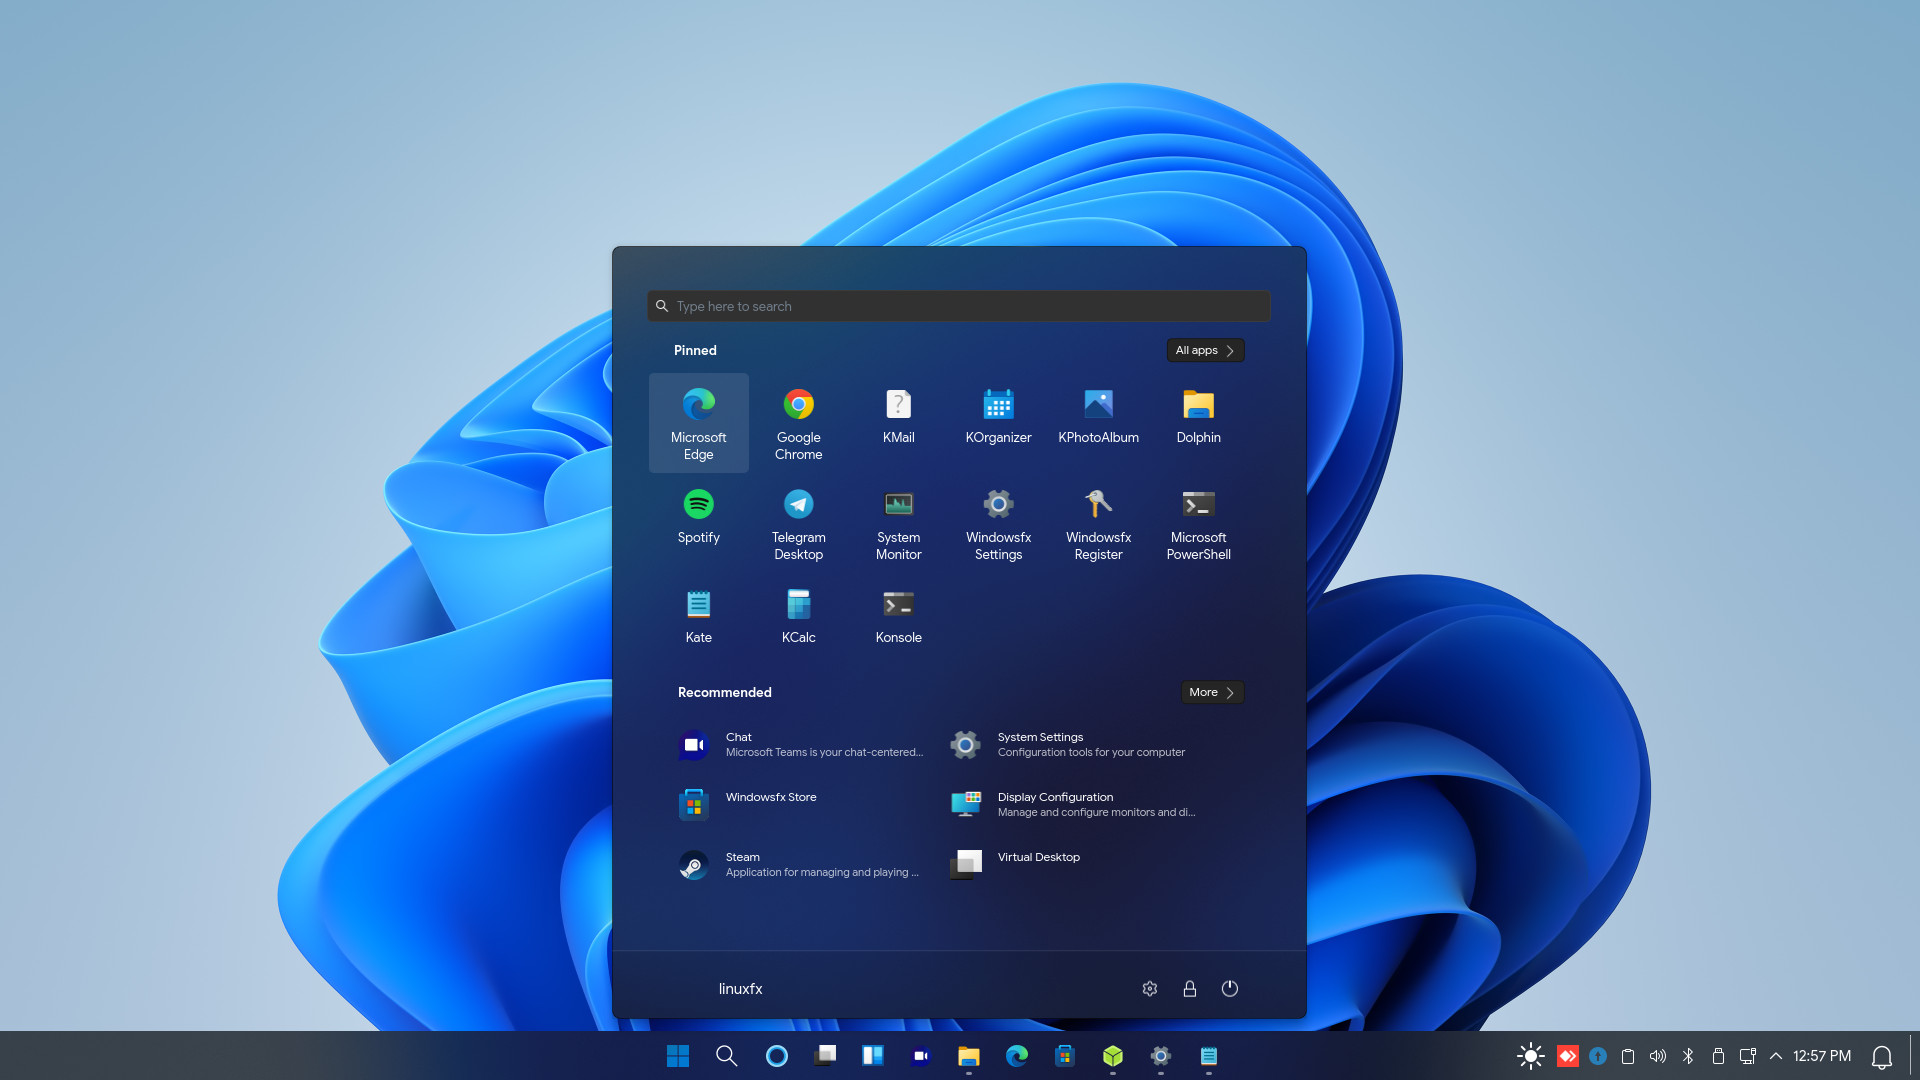 Type here to search
Pinned
All apps
Microsoft
Edge
Google
Chrome
KMail
KOrganizer
KPhotoAlbum
Dolphin
Spotify
Telegram
Desktop
System
Monitor
Windowsfx
Settings
Windowsfx
Register
Microsoft
PowerShell
Kate
KCalc
Konsole
Recommended
More
Chat
Microsoft Teams is your chat-centered...
System Settings
Configuration tools for your computer
Windowsfx Store
Display Configuration
Manage and configure monitors and di...
Steam
Application for managing and playing ...
Virtual Desktop
linuxfx
12:57 PM